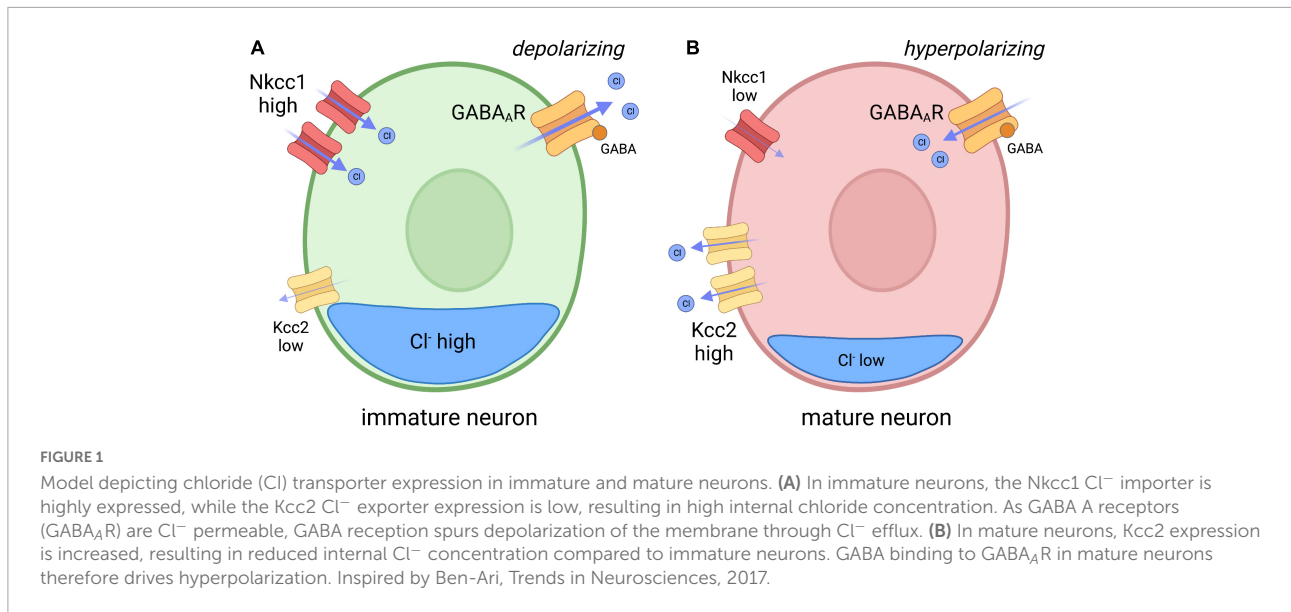 A
depolarizing
Nkcc1
high
Cl
Cl
GABAAR
Cl
Cl
GABA
Kcc2
low
Cl- high
immature neuron
B
hyperpolarizing
Nkcc1
low
GABAAR
Cl
Cl
GABA
Cl
Cl
Kcc2
high
Cl- low
mature neuron
FIGURE 1
Model depicting chloride (Cl) transporter expression in immature and mature neurons. (A) In immature neurons, the Nkcc1 Cl− importer is
highly expressed, while the Kcc2 Cl− exporter expression is low, resulting in high internal chloride concentration. As GABA A receptors
(GABAAR) are Cl− permeable, GABA reception spurs depolarization of the membrane through Cl− efflux. (B) In mature neurons, Kcc2 expression
is increased, resulting in reduced internal Cl− concentration compared to immature neurons. GABA binding to GABAAR in mature neurons
therefore drives hyperpolarization. Inspired by Ben-Ari, Trends in Neurosciences, 2017.